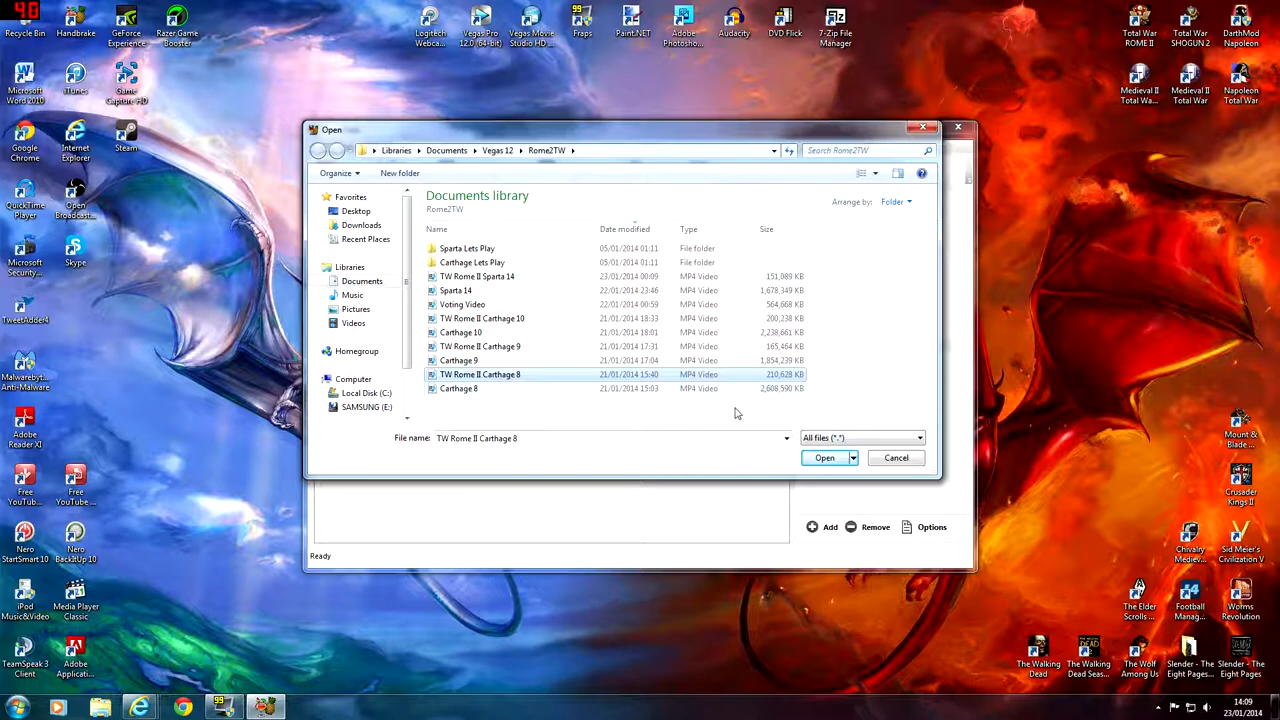 48
Recycle Bin
Handbrake
GeForce Experience
Razer Game Booster
Logitech Webca...
Vegas Pro 12.0 (64-bit)
Vegas Movie Studio HD ...
99
Fraps
Paint.NET
Adobe Photosho...
Audacity
DVD Flick
7-Zip File Manager
Total War ROME II
Total War SHOGUN 2
DarthMod Napoleon
Microsoft Word 2010
iTunes
Game Capture HD
Medieval II Total Wa...
Medieval II Total War
Napoleon Total War
Google Chrome
Internet Explorer
Steam
QuickTime Player
Open Broadcast...
Microsoft Security...
Skype
TweetAdder4
Malwarebyt... Anti-Malware
Adobe Reader XI
Free YouTub...
Free YouTube...
Nero StartSmart 10
Nero BackItUp 10
iPod Music&Video
Media Player Classic
TeamSpeak 3 Client
Adobe Applicati...
Open
Libraries
Documents
Vegas 12
Rome2TW
Search Rome2TW
Organize
New folder
Favorites
Desktop
Downloads
Recent Places
Libraries
Documents
Music
Pictures
Videos
Homegroup
Computer
Local Disk (C:)
SAMSUNG (E:)
Documents library
Rome2TW
Arrange by: Folder
Name Date modified Type Size
Sparta Lets Play 05/01/2014 01:11 File folder
Carthage Lets Play 05/01/2014 01:11 File folder
TW Rome II Sparta 14 23/01/2014 00:09 MP4 Video 151,089 KB
Sparta 14 22/01/2014 23:46 MP4 Video 1,678,349 KB
Voting Video 22/01/2014 00:59 MP4 Video 564,668 KB
TW Rome II Carthage 10 21/01/2014 18:33 MP4 Video 200,238 KB
Carthage 10 21/01/2014 18:01 MP4 Video 2,238,661 KB
TW Rome II Carthage 9 21/01/2014 17:31 MP4 Video 165,464 KB
Carthage 9 21/01/2014 17:04 MP4 Video 1,854,239 KB
TW Rome II Carthage 8 21/01/2014 15:40 MP4 Video 210,628 KB
Carthage 8 21/01/2014 15:03 MP4 Video 2,608,590 KB
File name: TW Rome II Carthage 8
All files (*.*)
Open
Cancel
Add
Remove
Options
Ready
Mount & Blade ...
Crusader Kings II
Chivalry Mediev...
Sid Meier's Civilization V
The Elder Scrolls ...
Football Manag...
Worms Revolution
The Walking Dead
The Walking Dead Seas...
The Wolf Among Us
Slender - The Eight Pages...
Slender - The Eight Pages
99
14:09
23/01/2014